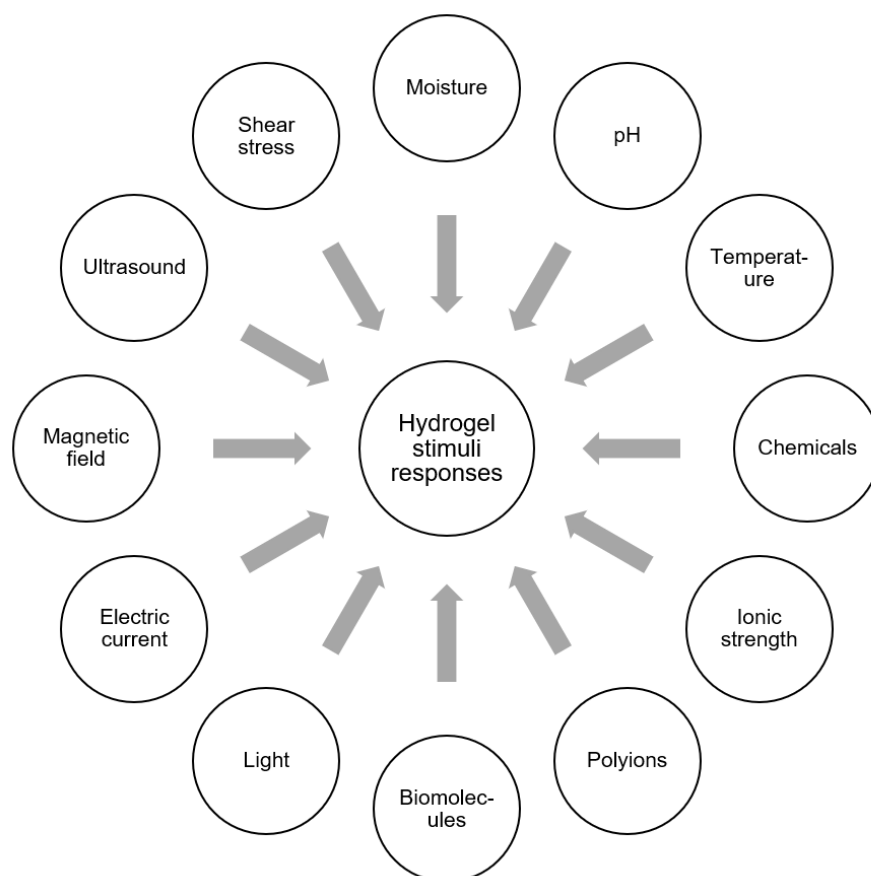 Moisture
Shear
stress
pH
Ultrasound
Temperat-
ure
Magnetic
field
Hydrogel
stimuli
responses
Chemicals
Electric
current
Ionic
strength
Light
Polyions
Biomolec-
ules